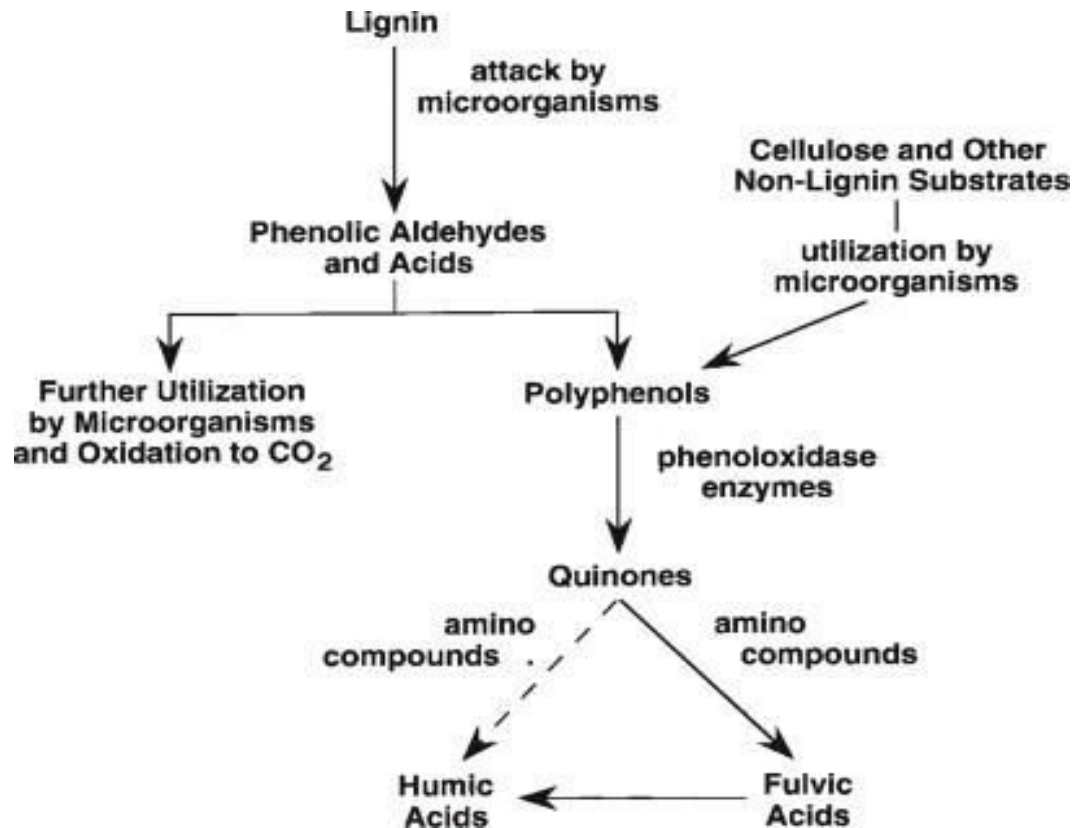 Lignin
attack by
microorganisms
Cellulose and Other
Non-Lignin Substrates
Phenolic Aldehydes
and Acids
utilization by
microorganisms
Further Utilization
by Microorganisms
and Oxidation to CO₂
Polyphenols
phenoloxidase
enzymes
Quinones
amino
compounds
amino
compounds
Humic
Acids
Fulvic
Acids